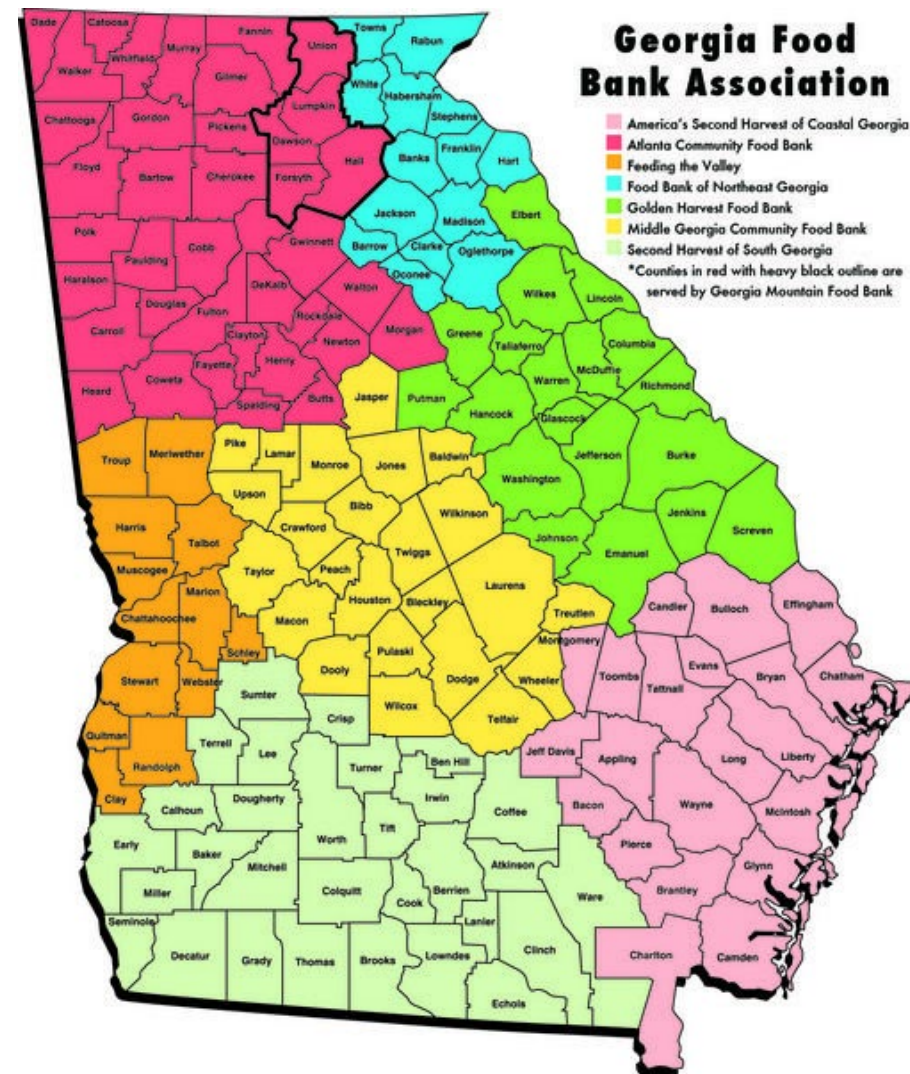 Georgia Food
Bank Association
America's Second Harvest of Coastal Georgia
Atlanta Community Food Bank
Feeding the Valley
Food Bank of Northeast Georgia
Golden Harvest Food Bank
Middle Georgia Community Food Bank
Second Harvest of South Georgia
*Counties in red with heavy black outline are
served by Georgia Mountain Food Bank
Dade
Catoosa
Fannin
Union
Towns
Rabun
Walker
Whitfield
Murray
Gilmer
White
Habersham
Lumpkin
Stephens
Chattooga
Gordon
Pickens
Dawson
Banks
Franklin
Hart
Floyd
Bartow
Cherokee
Forsyth
Hall
Jackson
Madison
Elbert
Polk
Cobb
Gwinnett
Barrow
Clarke
Oglethorpe
Paulding
Oconee
Haralson
DeKalb
Walton
Wilkes
Lincoln
Douglas
Fulton
Rockdale
Carroll
Clayton
Newton
Morgan
Greene
Taliaferro
Columbia
Fayette
Henry
Warren
McDuffie
Richmond
Heard
Coweta
Spalding
Butts
Jasper
Putman
Hancock
Glascock
Troup
Meriwether
Pike
Lamar
Monroe
Jones
Baldwin
Jefferson
Burke
Washington
Upson
Bibb
Wilkinson
Harris
Talbot
Crawford
Twiggs
Johnson
Jenkins
Screven
Emanuel
Muscogee
Taylor
Peach
Laurens
Marion
Houston
Bleckley
Chattahoochee
Macon
Treutlen
Candler
Bulloch
Effingham
Schley
Dooly
Pulaski
Montgomery
Stewart
Webster
Sumter
Dodge
Wheeler
Toombs
Tattnall
Evans
Bryan
Chatham
Wilcox
Telfair
Quitman
Crisp
Terrell
Lee
Randolph
Turner
Ben Hill
Jeff Davis
Appling
Long
Liberty
Clay
Calhoun
Dougherty
Irwin
Coffee
Bacon
Wayne
McIntosh
Early
Baker
Mitchell
Worth
Tift
Pierce
Atkinson
Glynn
Miller
Colquitt
Cook
Berrien
Ware
Brantley
Seminole
Lanier
Decatur
Grady
Thomas
Brooks
Lowndes
Clinch
Charlton
Camden
Echols